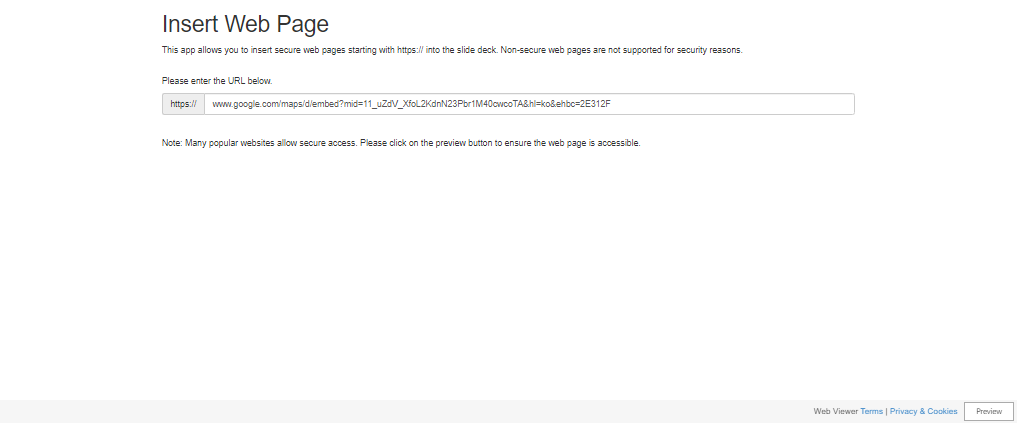 Insert Web Page
This app allows you to insert secure web pages starting with https:// into the slide deck. Non-secure web pages are not supported for security reasons.
Please enter the URL below.
https:// www.google.com/maps/d/embed?mid=11_uZdV_XfoL2KdnN23Pbr1M40cwcoTA&hl=ko&ehbc=2E312F
Note: Many popular websites allow secure access. Please click on the preview button to ensure the web page is accessible.
Web Viewer Terms | Privacy & Cookies Preview